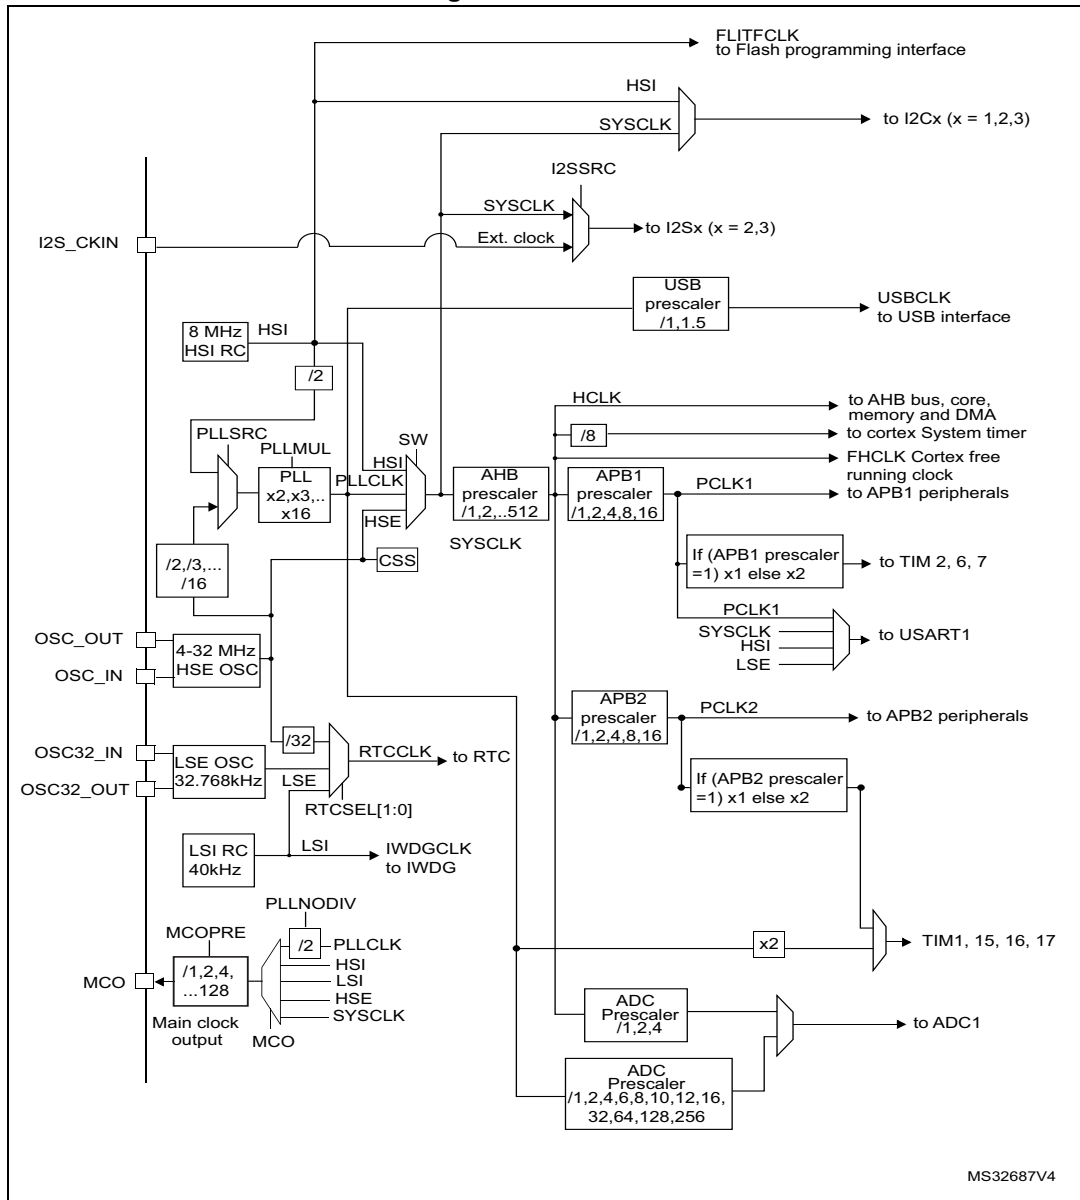 FLITFCLK
to Flash programming interface
HSI
to I2Cx (x = 1,2,3)
SYSCLK
I2SSRC
SYSCLK
to I2Sx (x = 2,3)
I2S_CKIN
Ext. clock
USB
prescaler
/1,1.5
USBCLK
to USB interface
8 MHz
HSI RC
HSI
/2
HCLK
to AHB bus, core,
memory and DMA
/8
to cortex System timer
FHCLK Cortex free
running clock
PLLSRC
PLLMUL
PLL
x2,x3,..
x16
SW
HSI
PLLCLK
HSE
AHB
prescaler
/1,2,..512
SYSCLK
APB1
prescaler
/1,2,4,8,16
PCLK1
to APB1 peripherals
/2,/3,...
/16
CSS
If (APB1 prescaler
=1) x1 else x2
to TIM 2, 6, 7
PCLK1
SYSCLK
HSI
LSE
to USART1
OSC_OUT
OSC_IN
4-32 MHz
HSE OSC
APB2
prescaler
/1,2,4,8,16
PCLK2
to APB2 peripherals
OSC32_IN
OSC32_OUT
LSE OSC
32.768kHz
/32
LSE
RTCCLK
to RTC
RTCSEL[1:0]
If (APB2 prescaler
=1) x1 else x2
LSI RC
40kHz
LSI
IWDGCLK
to IWDG
PLLNODIV
MCOPRE
/2
PLLCLK
HSI
LSI
HSE
SYSCLK
MCO
/1,2,4,
...128
Main clock
output
MCO
x2
TIM1, 15, 16, 17
ADC
Prescaler
/1,2,4
to ADC1
ADC
Prescaler
/1,2,4,6,8,10,12,16,
32,64,128,256
MS32687V4